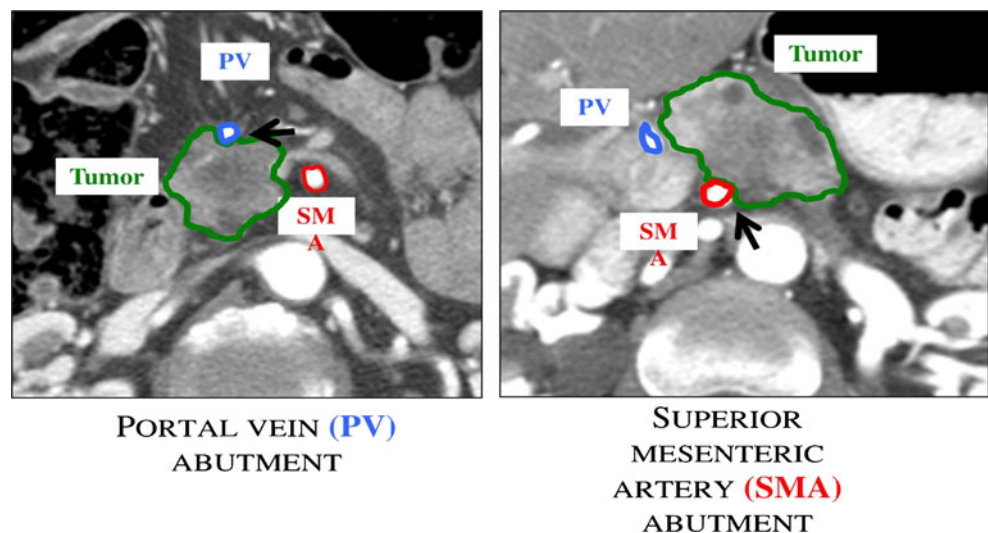 PV
Tumor
SM
A
PORTAL VEIN (PV)
ABUTMENT
Tumor
PV
SM
A
SUPERIOR
MESENTERIC
ARTERY (SMA)
ABUTMENT